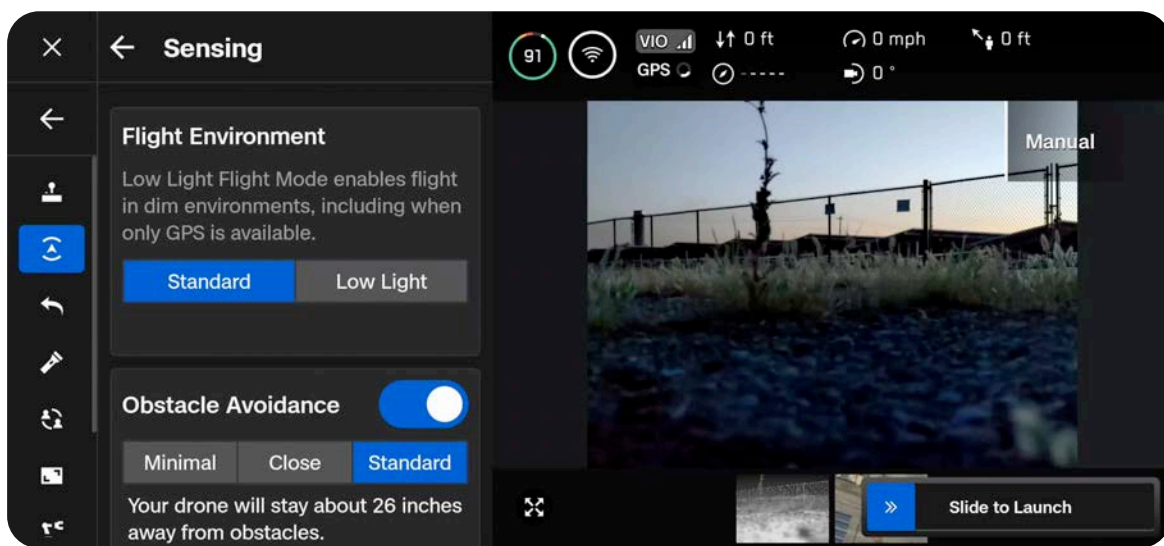 Sensing
Flight Environment
Low Light Flight Mode enables flight
in dim environments, including when
only GPS is available.
Standard
Low Light
Obstacle Avoidance
Minimal
Close
Standard
Your drone will stay about 26 inches
away from obstacles.
91
VIO
0 ft
0 mph
0 ft
GPS
-----
0 °
Manual
Slide to Launch